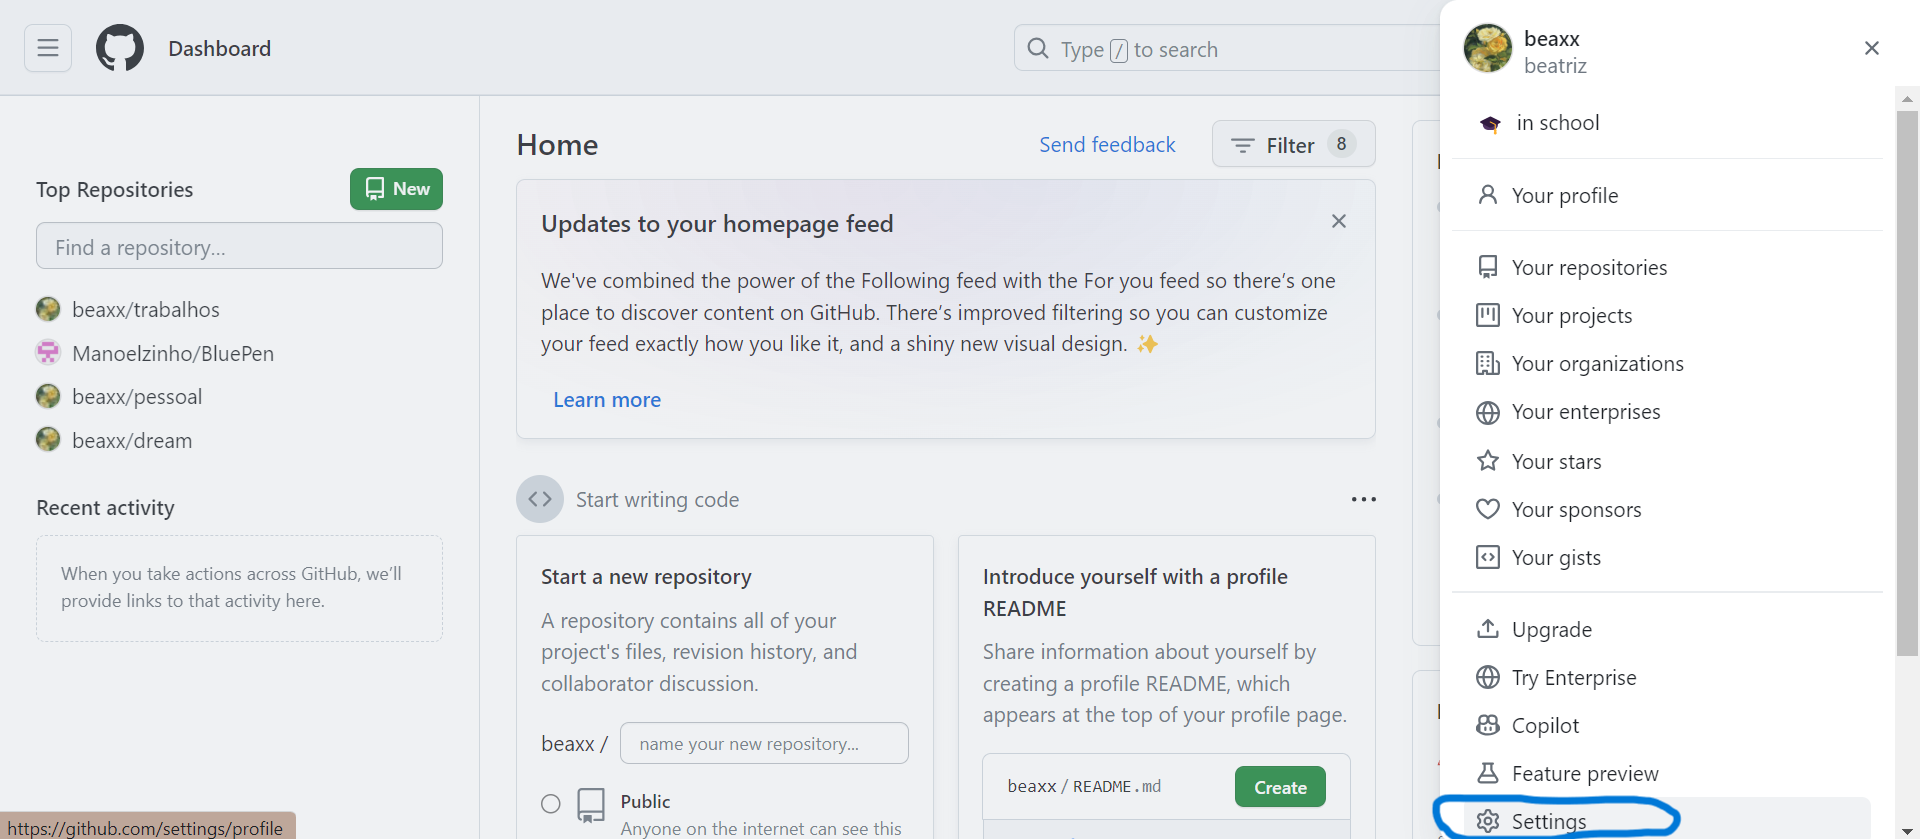 Dashboard
Type / to search
beaxx
beatriz
in school
Your profile
Your repositories
Your projects
Your organizations
Your enterprises
Your stars
Your sponsors
Your gists
Upgrade
Try Enterprise
Copilot
Feature preview
Settings
Top Repositories
New
Find a repository...
beaxx/trabalhos
Manoelzinho/BluePen
beaxx/pessoal
beaxx/dream
Recent activity
When you take actions across GitHub, we'll
provide links to that activity here.
Home
Send feedback
Filter 8
Updates to your homepage feed
We've combined the power of the Following feed with the For you feed so there's one
place to discover content on GitHub. There's improved filtering so you can customize
your feed exactly how you like it, and a shiny new visual design. ✨
Learn more
Start writing code
Start a new repository
A repository contains all of your
project's files, revision history, and
collaborator discussion.
beaxx / name your new repository...
Public
Anyone on the internet can see this
Introduce yourself with a profile
README
Share information about yourself by
creating a profile README, which
appears at the top of your profile page.
beaxx / README.md
Create
https://github.com/settings/profile